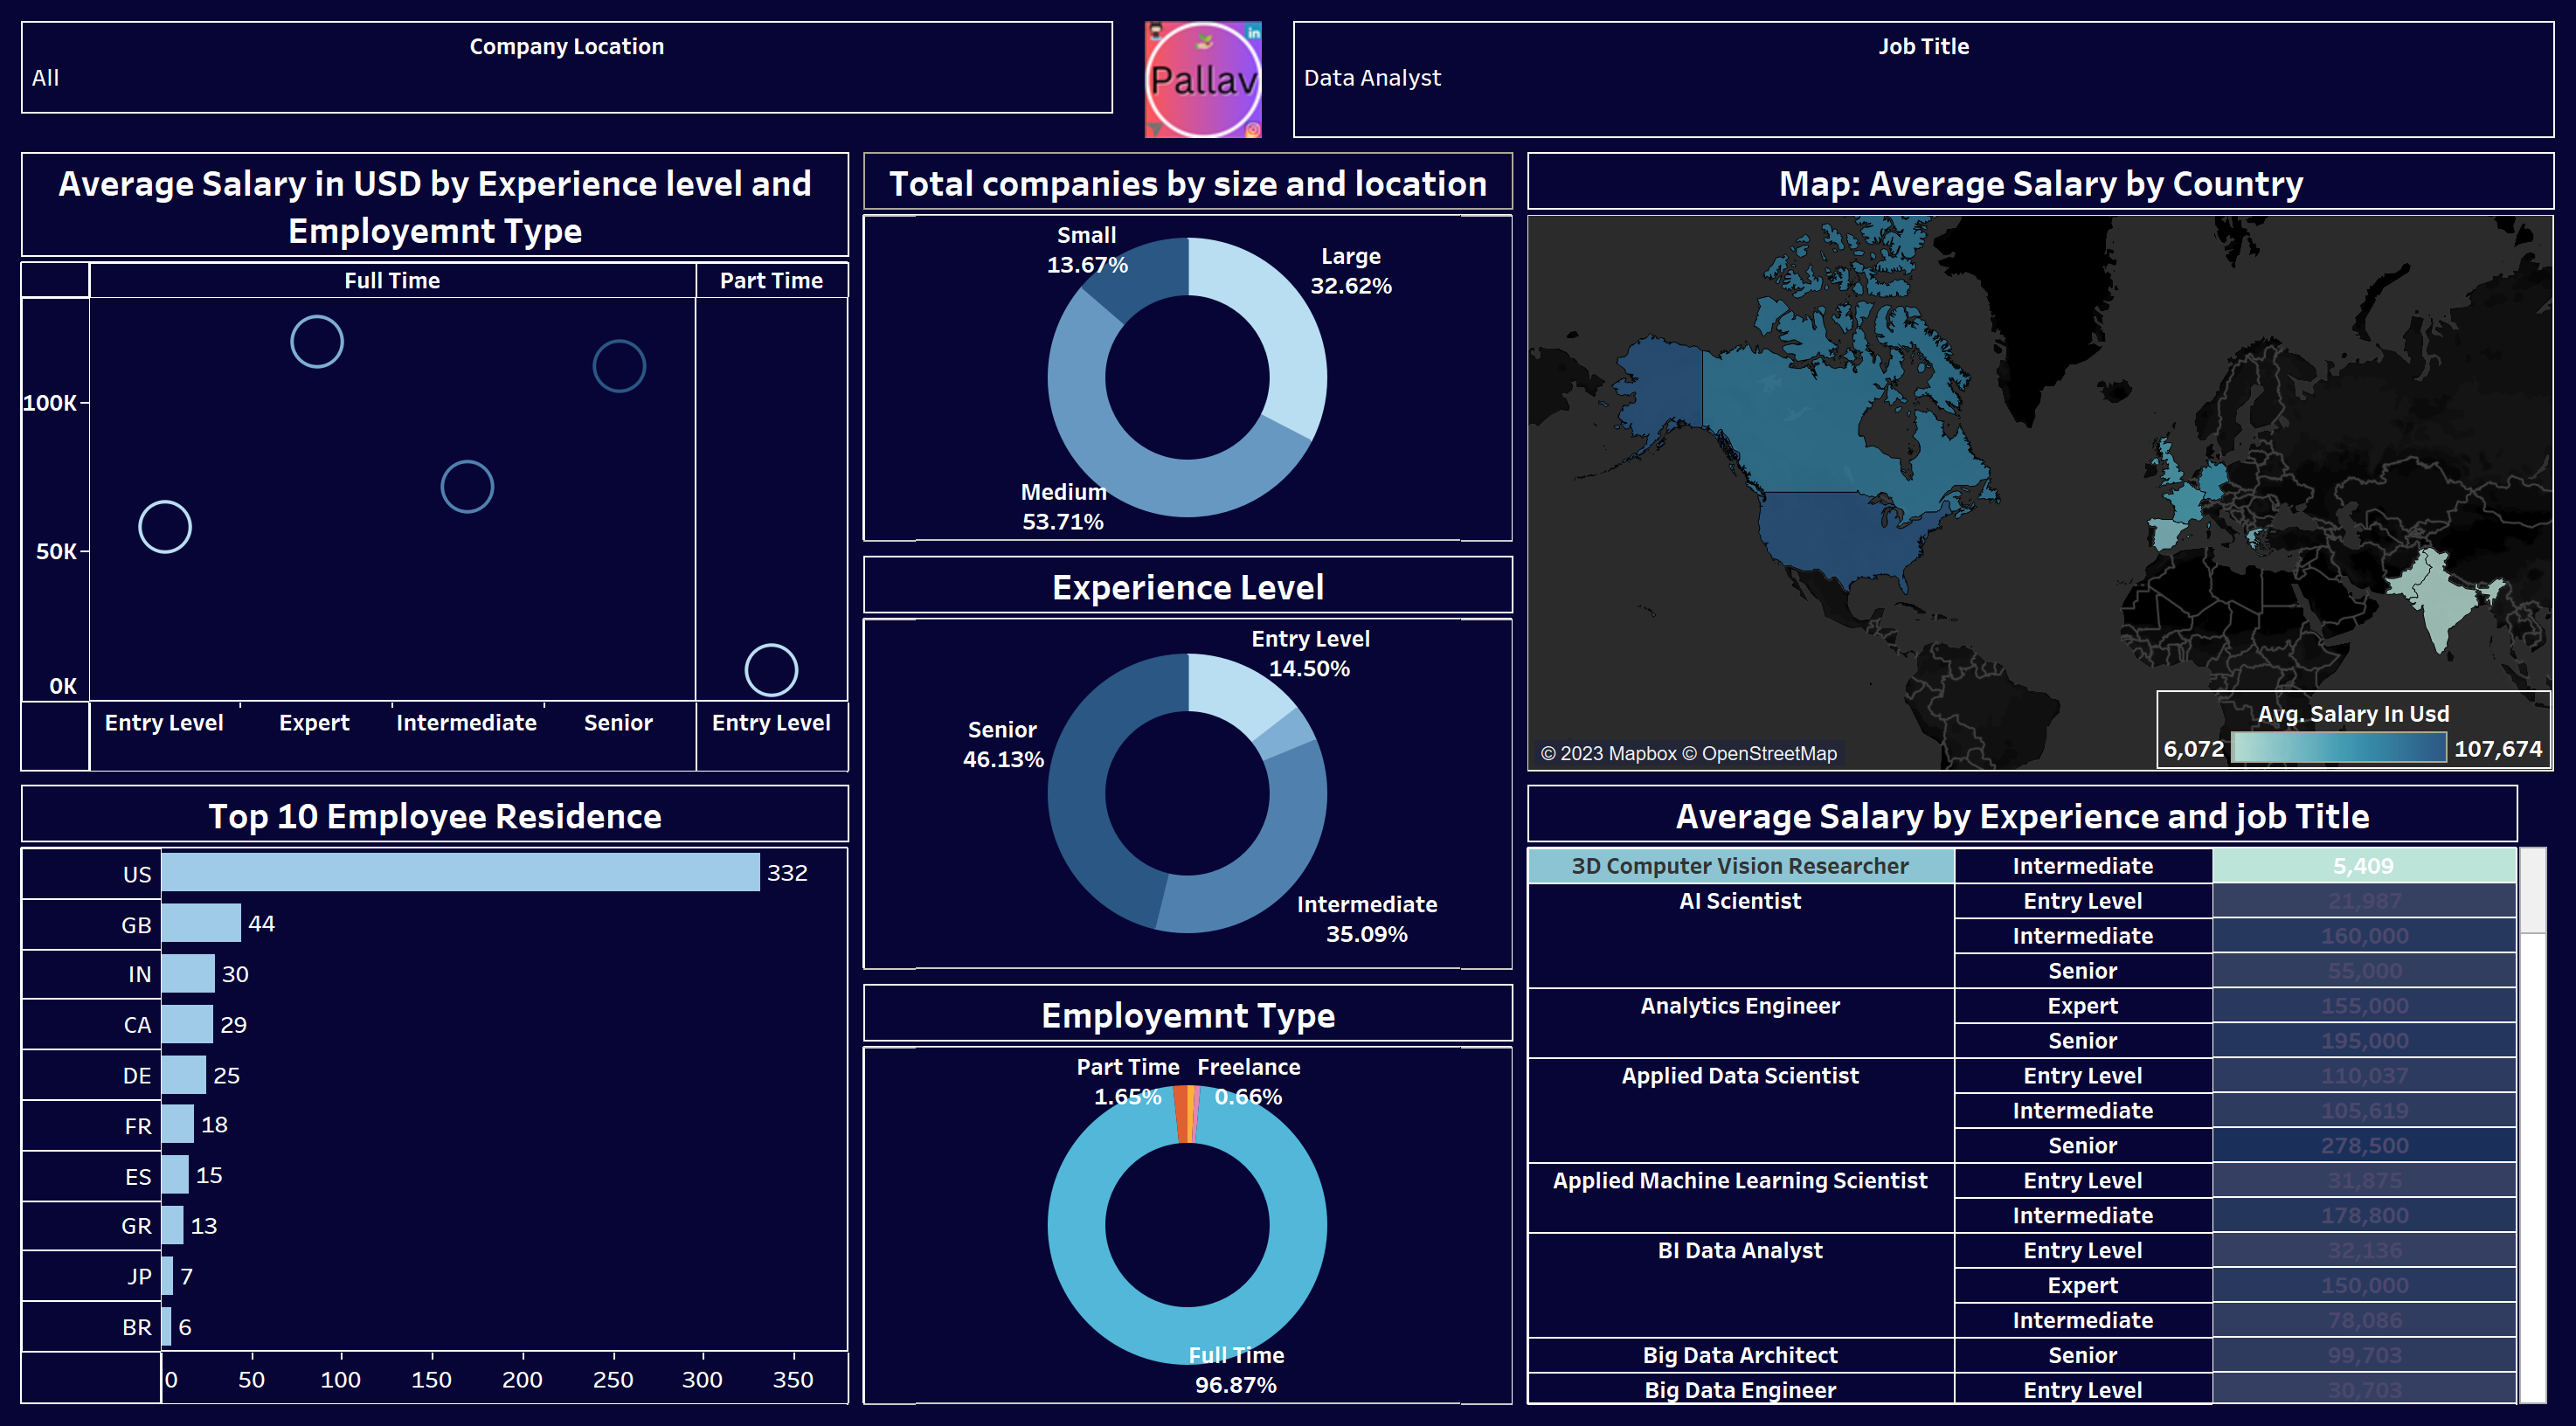 Company Location
All
Pallav
in
Job Title
Data Analyst
Average Salary in USD by Experience level and
Employemnt Type
Full Time
Part Time
100K
50K
0K
Entry Level
Expert
Intermediate
Senior
Entry Level
Total companies by size and location
Small
13.67%
Large
32.62%
Medium
53.71%
Map: Average Salary by Country
© 2023 Mapbox © OpenStreetMap
Avg. Salary In Usd
6,072
107,674
Experience Level
Entry Level
14.50%
Senior
46.13%
Intermediate
35.09%
Top 10 Employee Residence
US 332
GB 44
IN 30
CA 29
DE 25
FR 18
ES 15
GR 13
JP 7
BR 6
0 50 100 150 200 250 300 350
Employemnt Type
Part Time
1.65%
Freelance
0.66%
Full Time
96.87%
Average Salary by Experience and job Title
3D Computer Vision Researcher Intermediate 5,409
AI Scientist Entry Level 21,987
Intermediate 160,000
Senior 55,000
Analytics Engineer Expert 155,000
Senior 195,000
Applied Data Scientist Entry Level 110,037
Intermediate 105,619
Senior 278,500
Applied Machine Learning Scientist Entry Level 31,875
Intermediate 178,800
BI Data Analyst Entry Level 32,136
Expert 150,000
Intermediate 78,086
Big Data Architect Senior 99,703
Big Data Engineer Entry Level 30,703